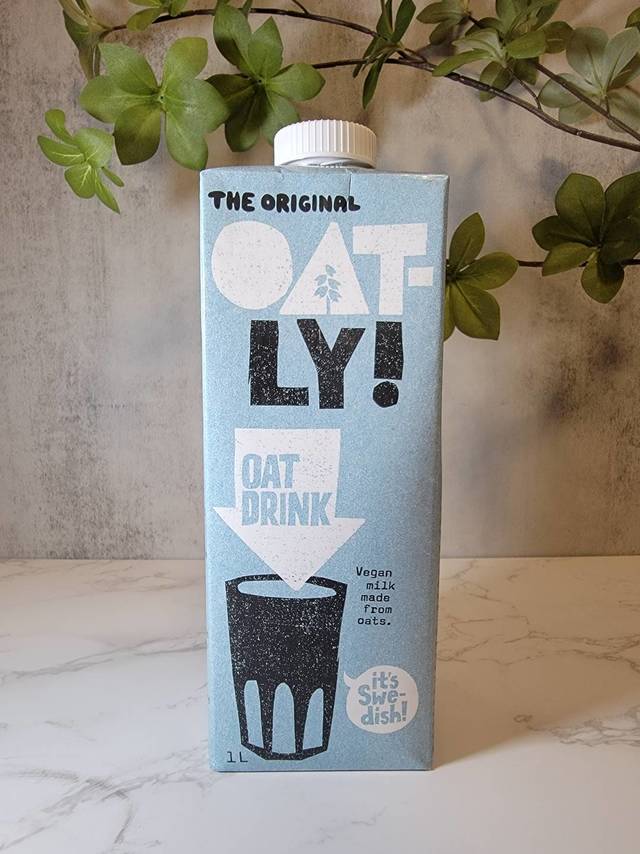 THE ORIGINAL
OAT-
LY!
OAT
DRINK
Vegan
milk
made
from
oats.
it's
Swe-
dish!
1L